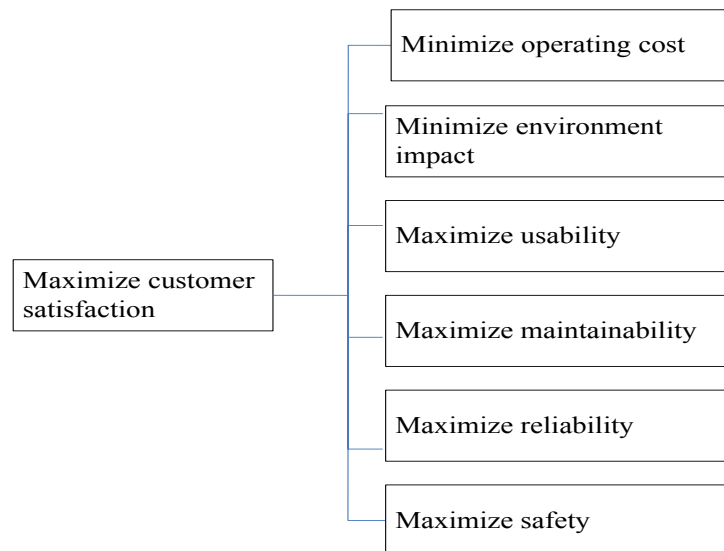 Minimize operating cost
Minimize environment
impact
Maximize usability
Maximize customer
satisfaction
Maximize maintainability
Maximize reliability
Maximize safety